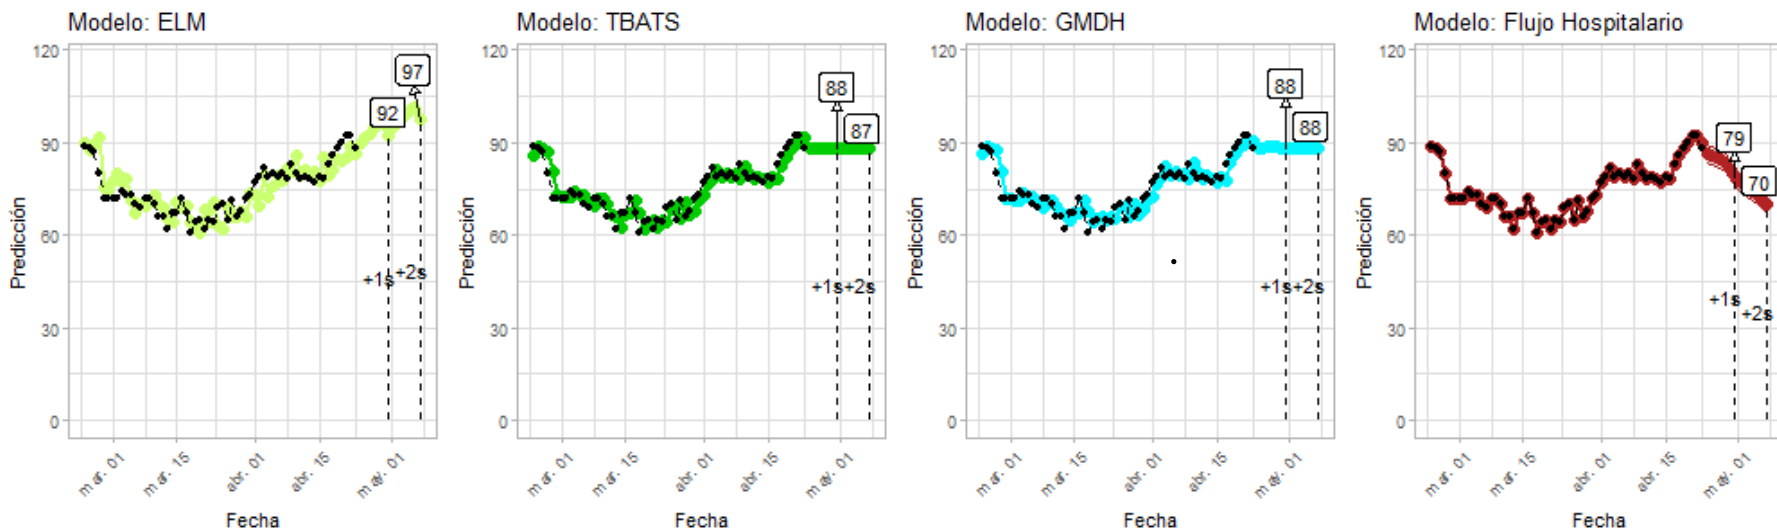 Modelo: ELM
Predicción
120
90
60
30
0
97
92
+1s
+2s
mar. 01
mar. 15
abr. 01
abr. 15
may. 01
Fecha
Modelo: TBATS
Predicción
120
90
60
30
0
88
87
+1s
+2s
mar. 01
mar. 15
abr. 01
abr. 15
may. 01
Fecha
Modelo: GMDH
Predicción
120
90
60
30
0
88
88
+1s
+2s
mar. 01
mar. 15
abr. 01
abr. 15
may. 01
Fecha
Modelo: Flujo Hospitalario
Predicción
120
90
60
30
0
79
70
+1s
+2s
mar. 01
mar. 15
abr. 01
abr. 15
may. 01
Fecha